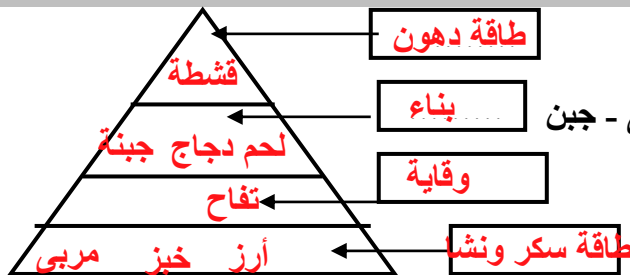 طاقة دهون
قشطة
بناء
- جبن
لحم دجاج جبنة
وقاية
تفاح
طاقة سكر ونشا
أرز خبز مربى